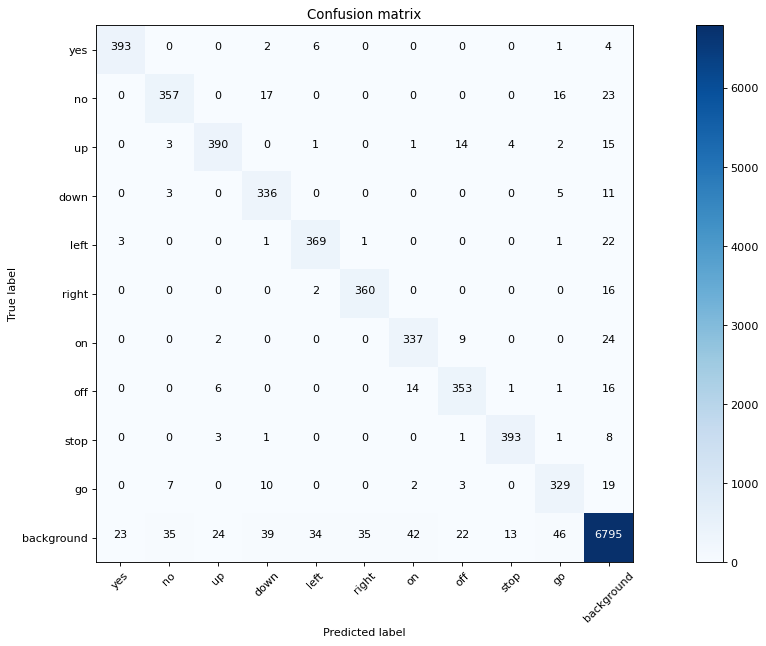 Confusion matrix
yes 393 0 0 2 6 0 0 0 0 1 4
no 0 357 0 17 0 0 0 0 0 16 23
up 0 3 390 0 1 0 1 14 4 2 15
down 0 3 0 336 0 0 0 0 0 5 11
left 3 0 0 1 369 1 0 0 0 1 22
right 0 0 0 0 2 360 0 0 0 0 16
on 0 0 2 0 0 0 337 9 0 0 24
off 0 0 6 0 0 0 14 353 1 1 16
stop 0 0 3 1 0 0 0 1 393 1 8
go 0 7 0 10 0 0 2 3 0 329 19
background 23 35 24 39 34 35 42 22 13 46 6795
yes no up down left right on off stop go background
Predicted label
True label
6000
5000
4000
3000
2000
1000
0